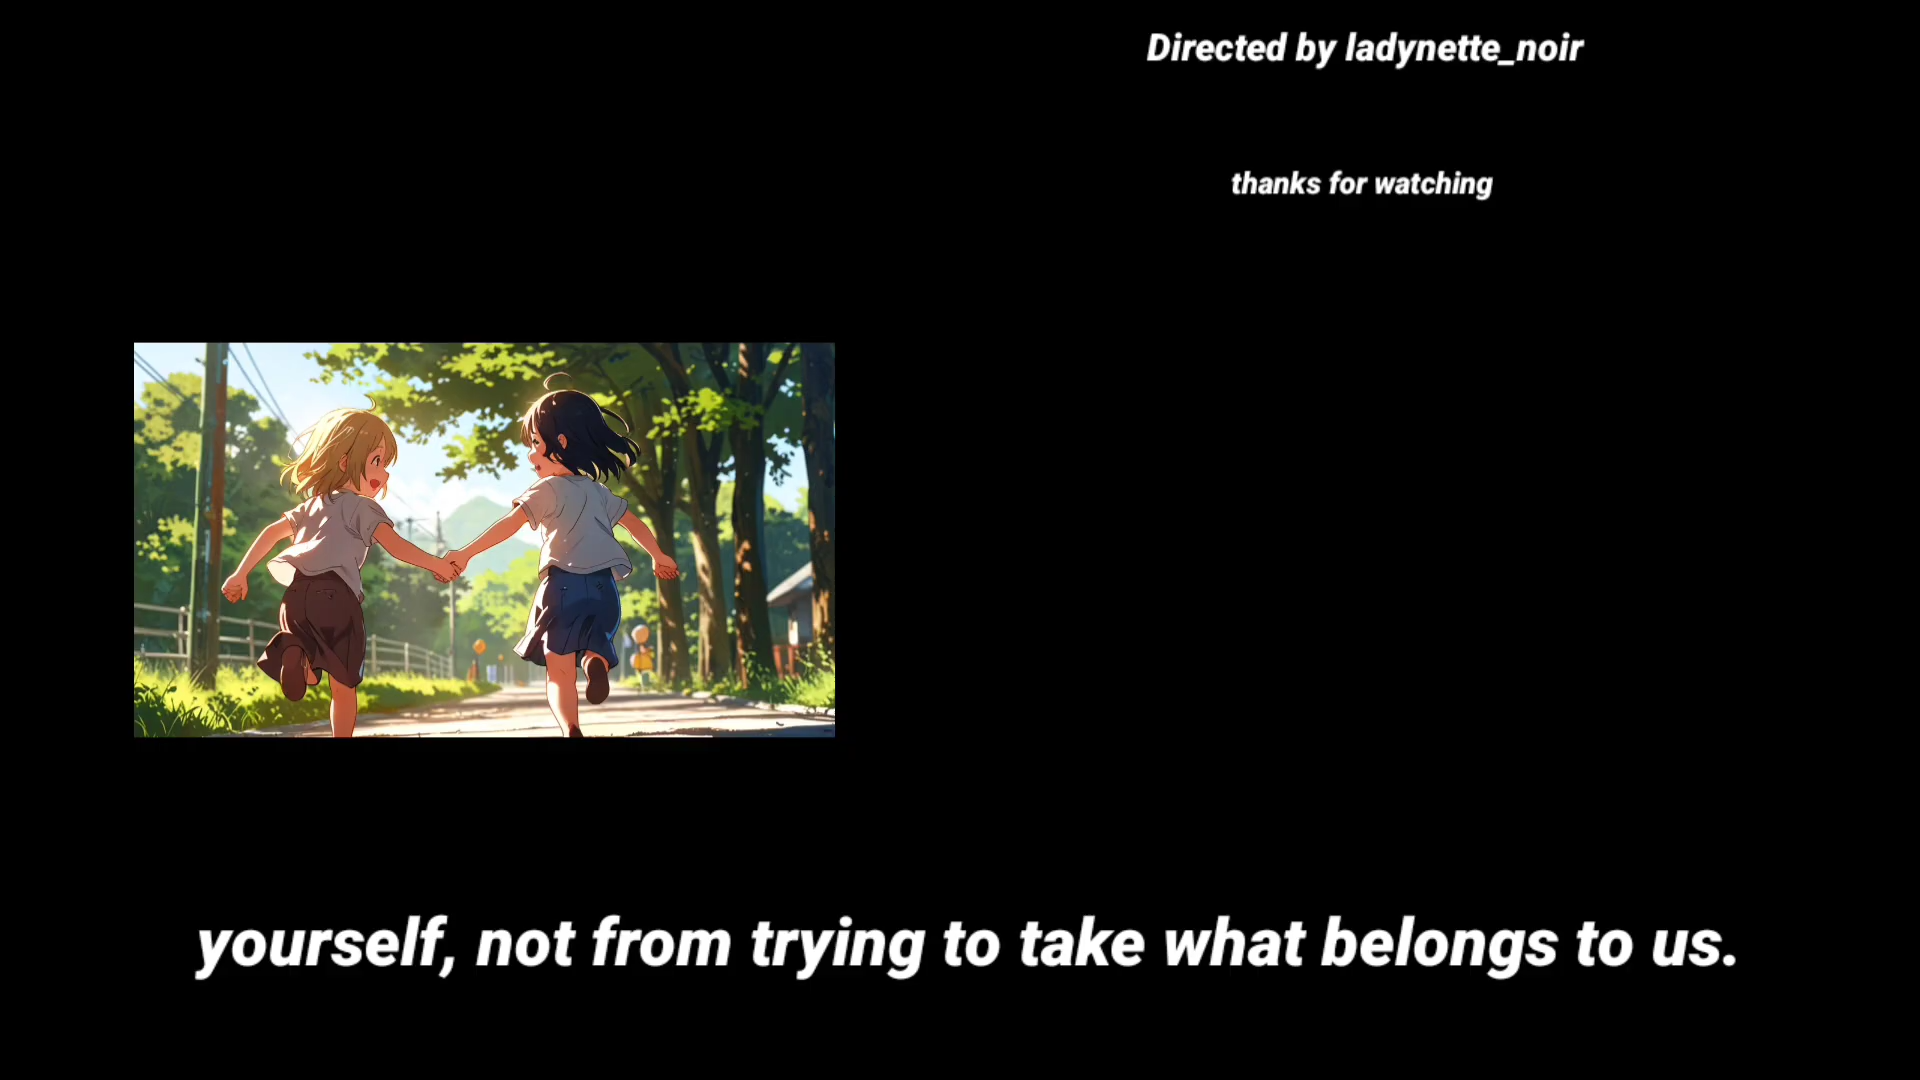 Directed by ladynette_noir
thanks for watching
yourself, not from trying to take what belongs to us.